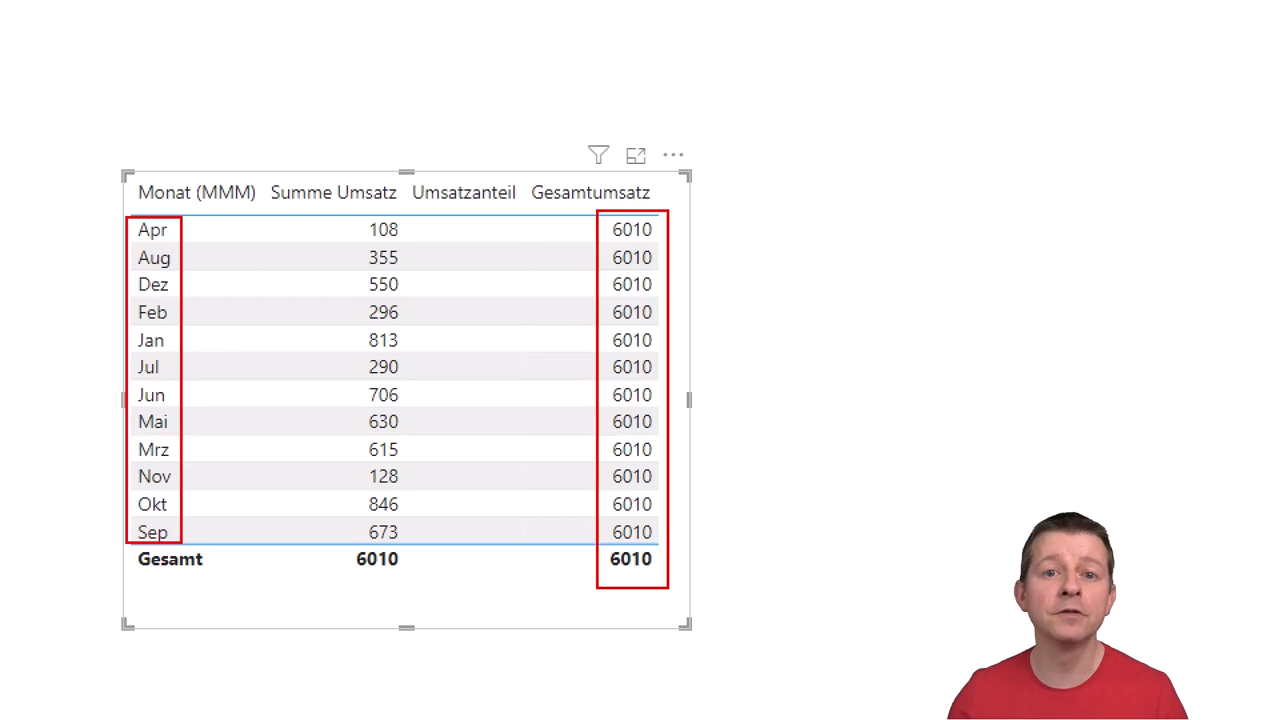 Monat (MMM) Summe Umsatz Umsatzanteil Gesamtumsatz
Apr 108 6010
Aug 355 6010
Dez 550 6010
Feb 296 6010
Jan 813 6010
Jul 290 6010
Jun 706 6010
Mai 630 6010
Mrz 615 6010
Nov 128 6010
Okt 846 6010
Sep 673 6010
Gesamt 6010 6010